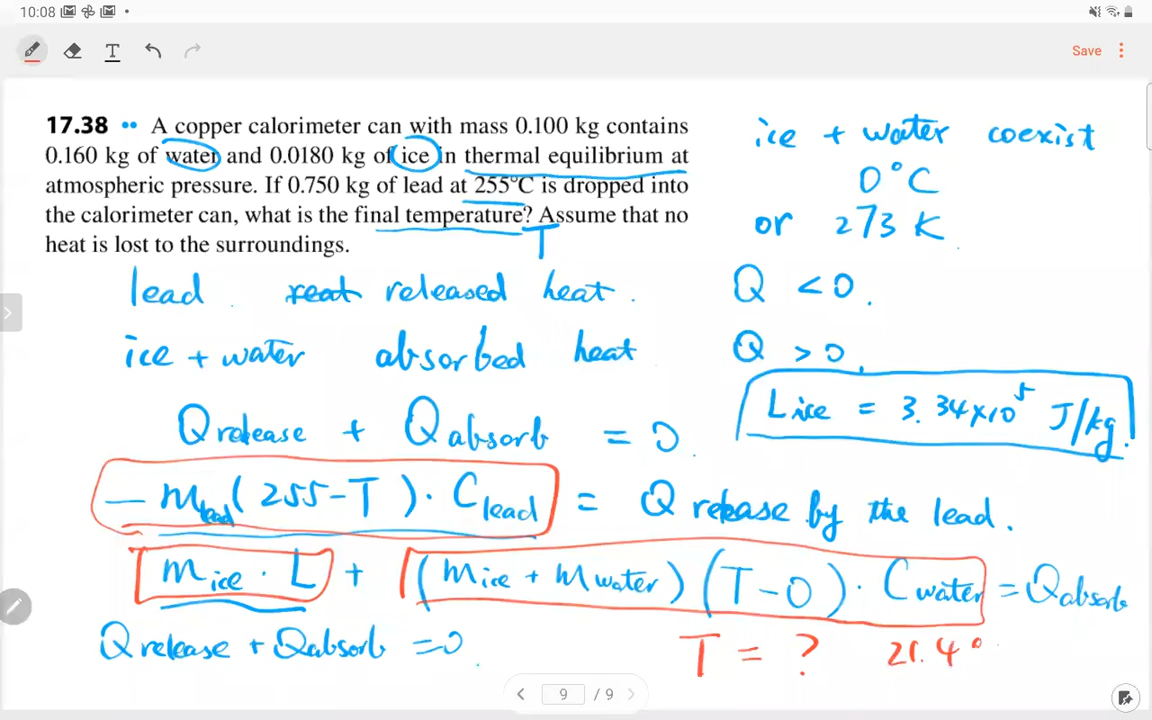 10:08
T
Save
17.38 •• A copper calorimeter can with mass 0.100 kg contains
0.160 kg of water and 0.0180 kg of ice in thermal equilibrium at
atmospheric pressure. If 0.750 kg of lead at 255°C is dropped into
the calorimeter can, what is the final temperature? Assume that no
heat is lost to the surroundings.
T
ice + water coexist
0°C
or 273 K
lead released heat. Q < 0.
ice + water absorbed heat Q > 0
Lice = 3.34×10⁵ J/kg
Qrelease + Qabsorb = 0.
— mlead (255-T) · Clead = Q release by the lead.
mice · L + (mice + mwater) (T-0) · Cwater = Qabsorb
Qrelease + Qabsorb = 0
T = ? 21.4°
9 / 9